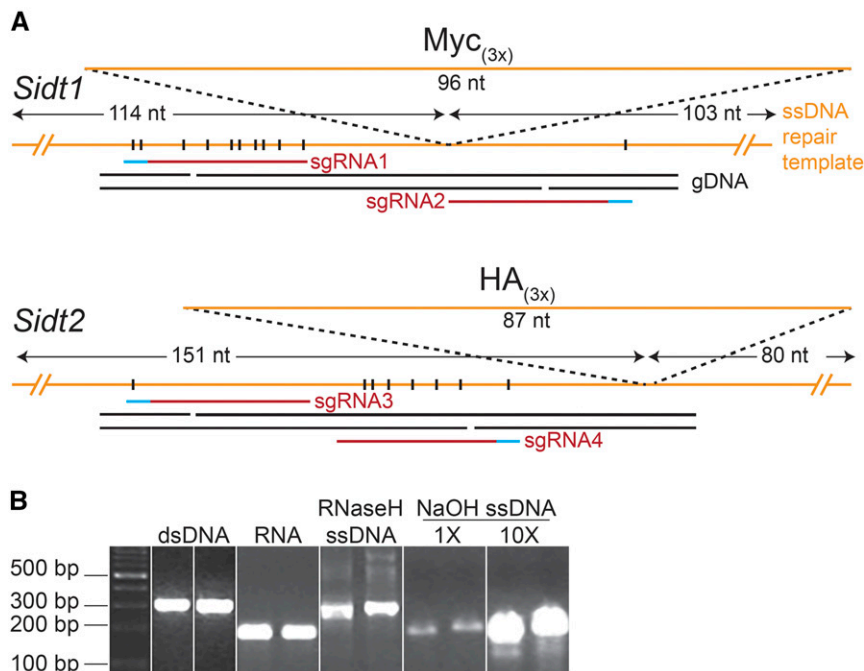 A
Myc(3x)
Sidt1
96 nt
114 nt
103 nt
ssDNA
repair
template
sgRNA1
gDNA
sgRNA2
HA(3x)
Sidt2
87 nt
151 nt
80 nt
sgRNA3
sgRNA4
B
RNaseH NaOH ssDNA
dsDNA RNA ssDNA 1X 10X
500 bp
300 bp
200 bp
100 bp